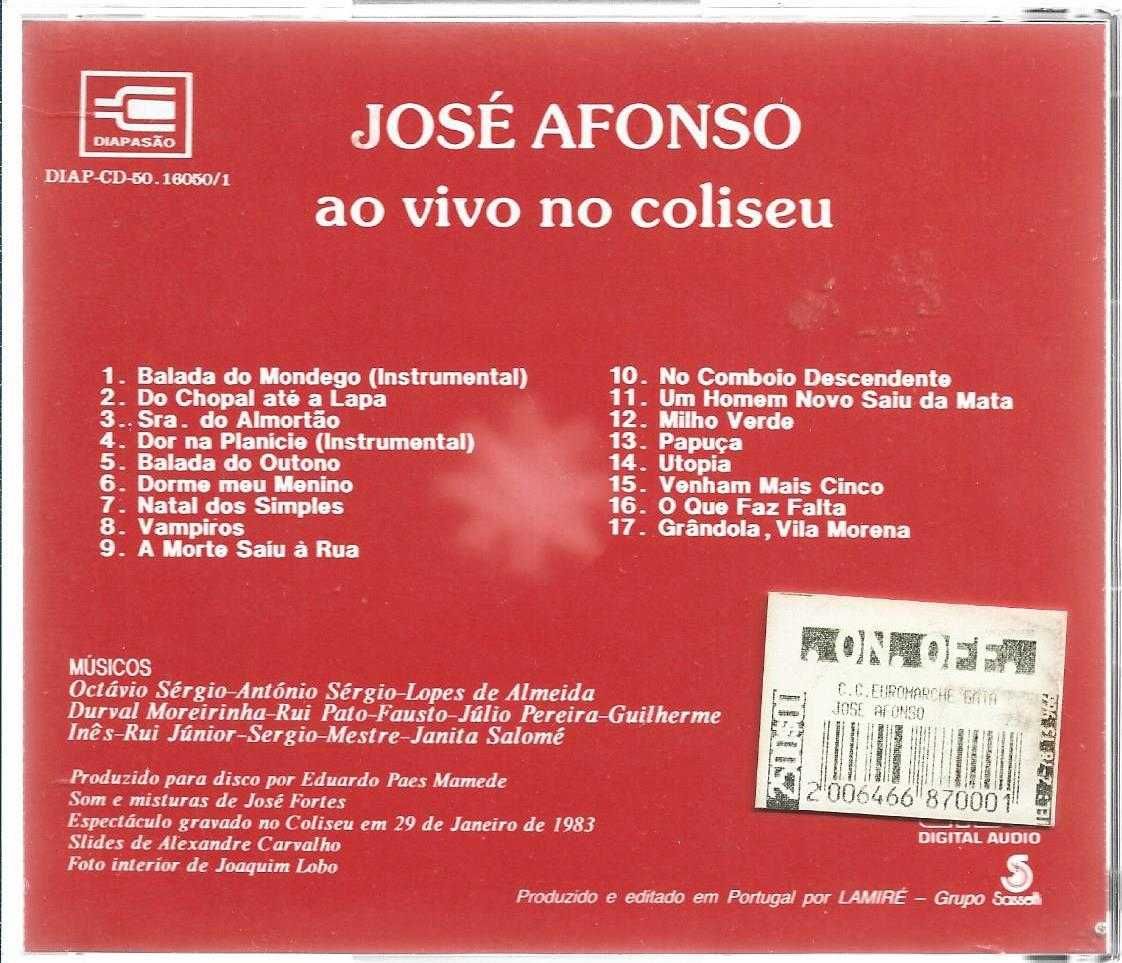 DIAPASÃO
DIAP-CD-50.16050/1
JOSÉ AFONSO
ao vivo no coliseu
1. Balada do Mondego (Instrumental)
2. Do Chopal até a Lapa
3.. Sra. do Almortão
4. Dor na Planicie (Instrumental)
5. Balada do Outono
6. Dorme meu Menino
7. Natal dos Simples
8. Vampiros
9. A Morte Saiu à Rua
10. No Comboio Descendente
11. Um Homem Novo Saiu da Mata
12. Milho Verde
13. Papuça
14. Utopia
15. Venham Mais Cinco
16. O Que Faz Falta
17. Grândola, Vila Morena
MÚSICOS
Octávio Sérgio-António Sérgio-Lopes de Almeida
Durval Moreirinha-Rui Pato-Fausto-Júlio Pereira-Guilherme
Inês-Rui Júnior-Sergio-Mestre-Janita Salomé
Produzido para disco por Eduardo Paes Mamede
Som e misturas de José Fortes
Espectáculo gravado no Coliseu em 29 de Janeiro de 1983
Slides de Alexandre Carvalho
Foto interior de Joaquim Lobo
ON OFF
C.C.EUROMARCHE GAIA
JOSE AFONSO
2 006466 870001
DIGITAL AUDIO
Produzido e editado em Portugal por LAMIRÉ – Grupo Sassetti